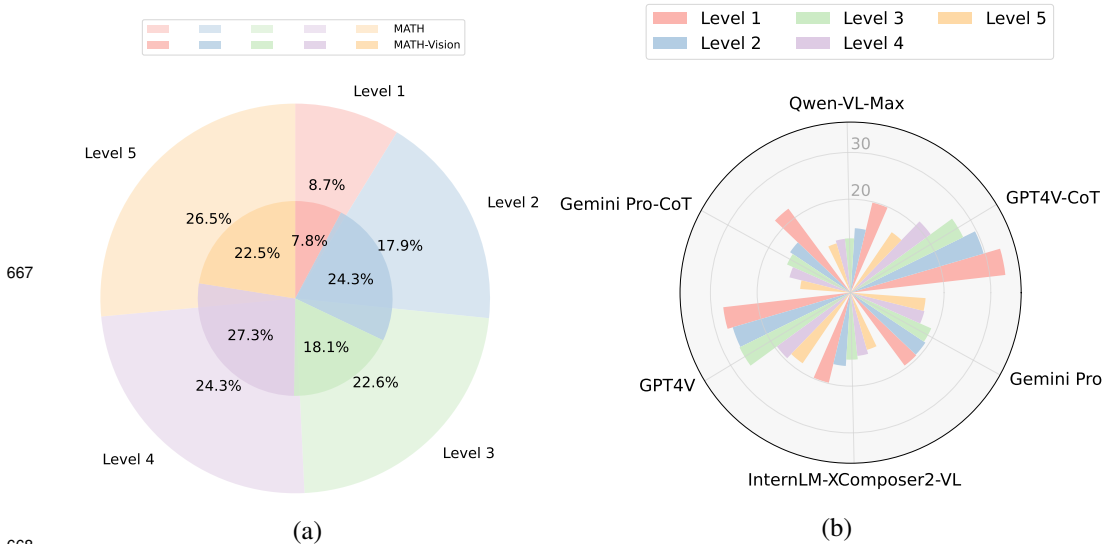 MATH
MATH-Vision
Level 1
Level 2
Level 3
Level 4
Level 5
8.7%
17.9%
22.6%
24.3%
26.5%
7.8%
24.3%
18.1%
27.3%
22.5%
(a)
Level 1
Level 2
Level 3
Level 4
Level 5
Qwen-VL-Max
30
20
GPT4V-CoT
Gemini Pro-CoT
GPT4V
Gemini Pro
InternLM-XComposer2-VL
(b)
667